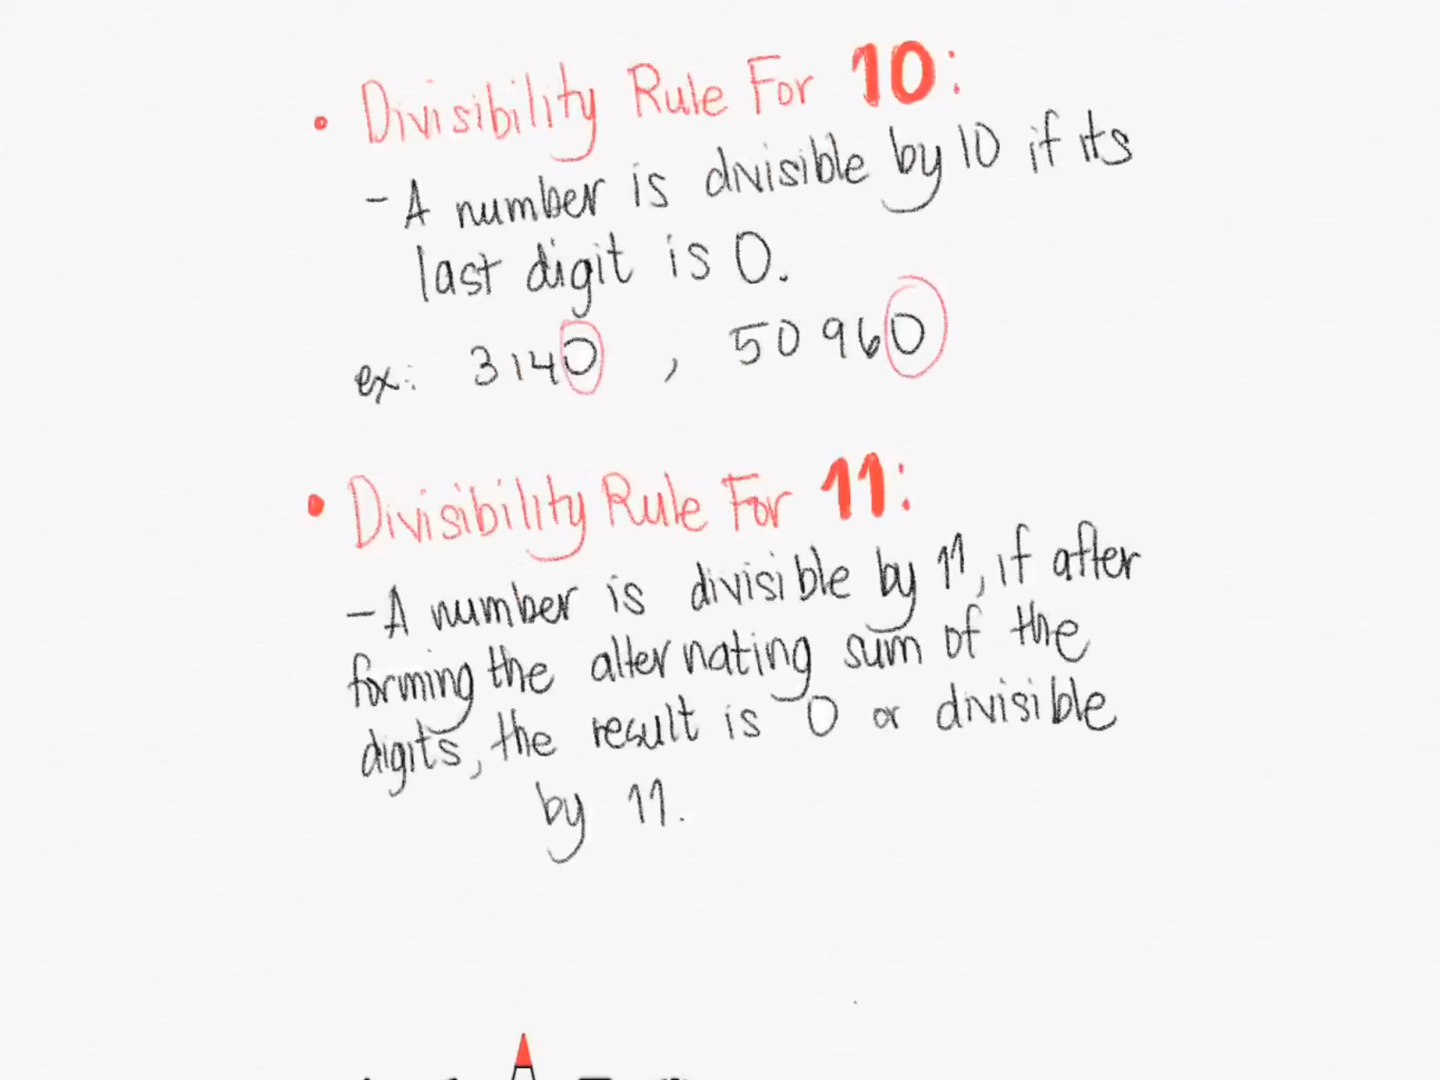 • Divisibility Rule For 10:
- A number is divisible by 10 if its
last digit is 0.
ex: 3140 , 50960
• Divisibility Rule For 11:
- A number is divisible by 11, if after
forming the alternating sum of the
digits, the result is 0 or divisible
by 11.